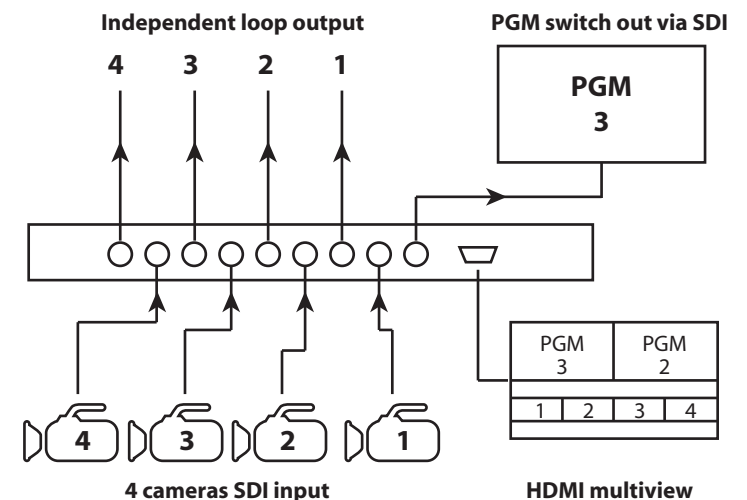 Independent loop output
PGM switch out via SDI
4 3 2 1
PGM
3
PGM PGM
3 2
1 2 3 4
4 3 2 1
4 cameras SDI input
HDMI multiview